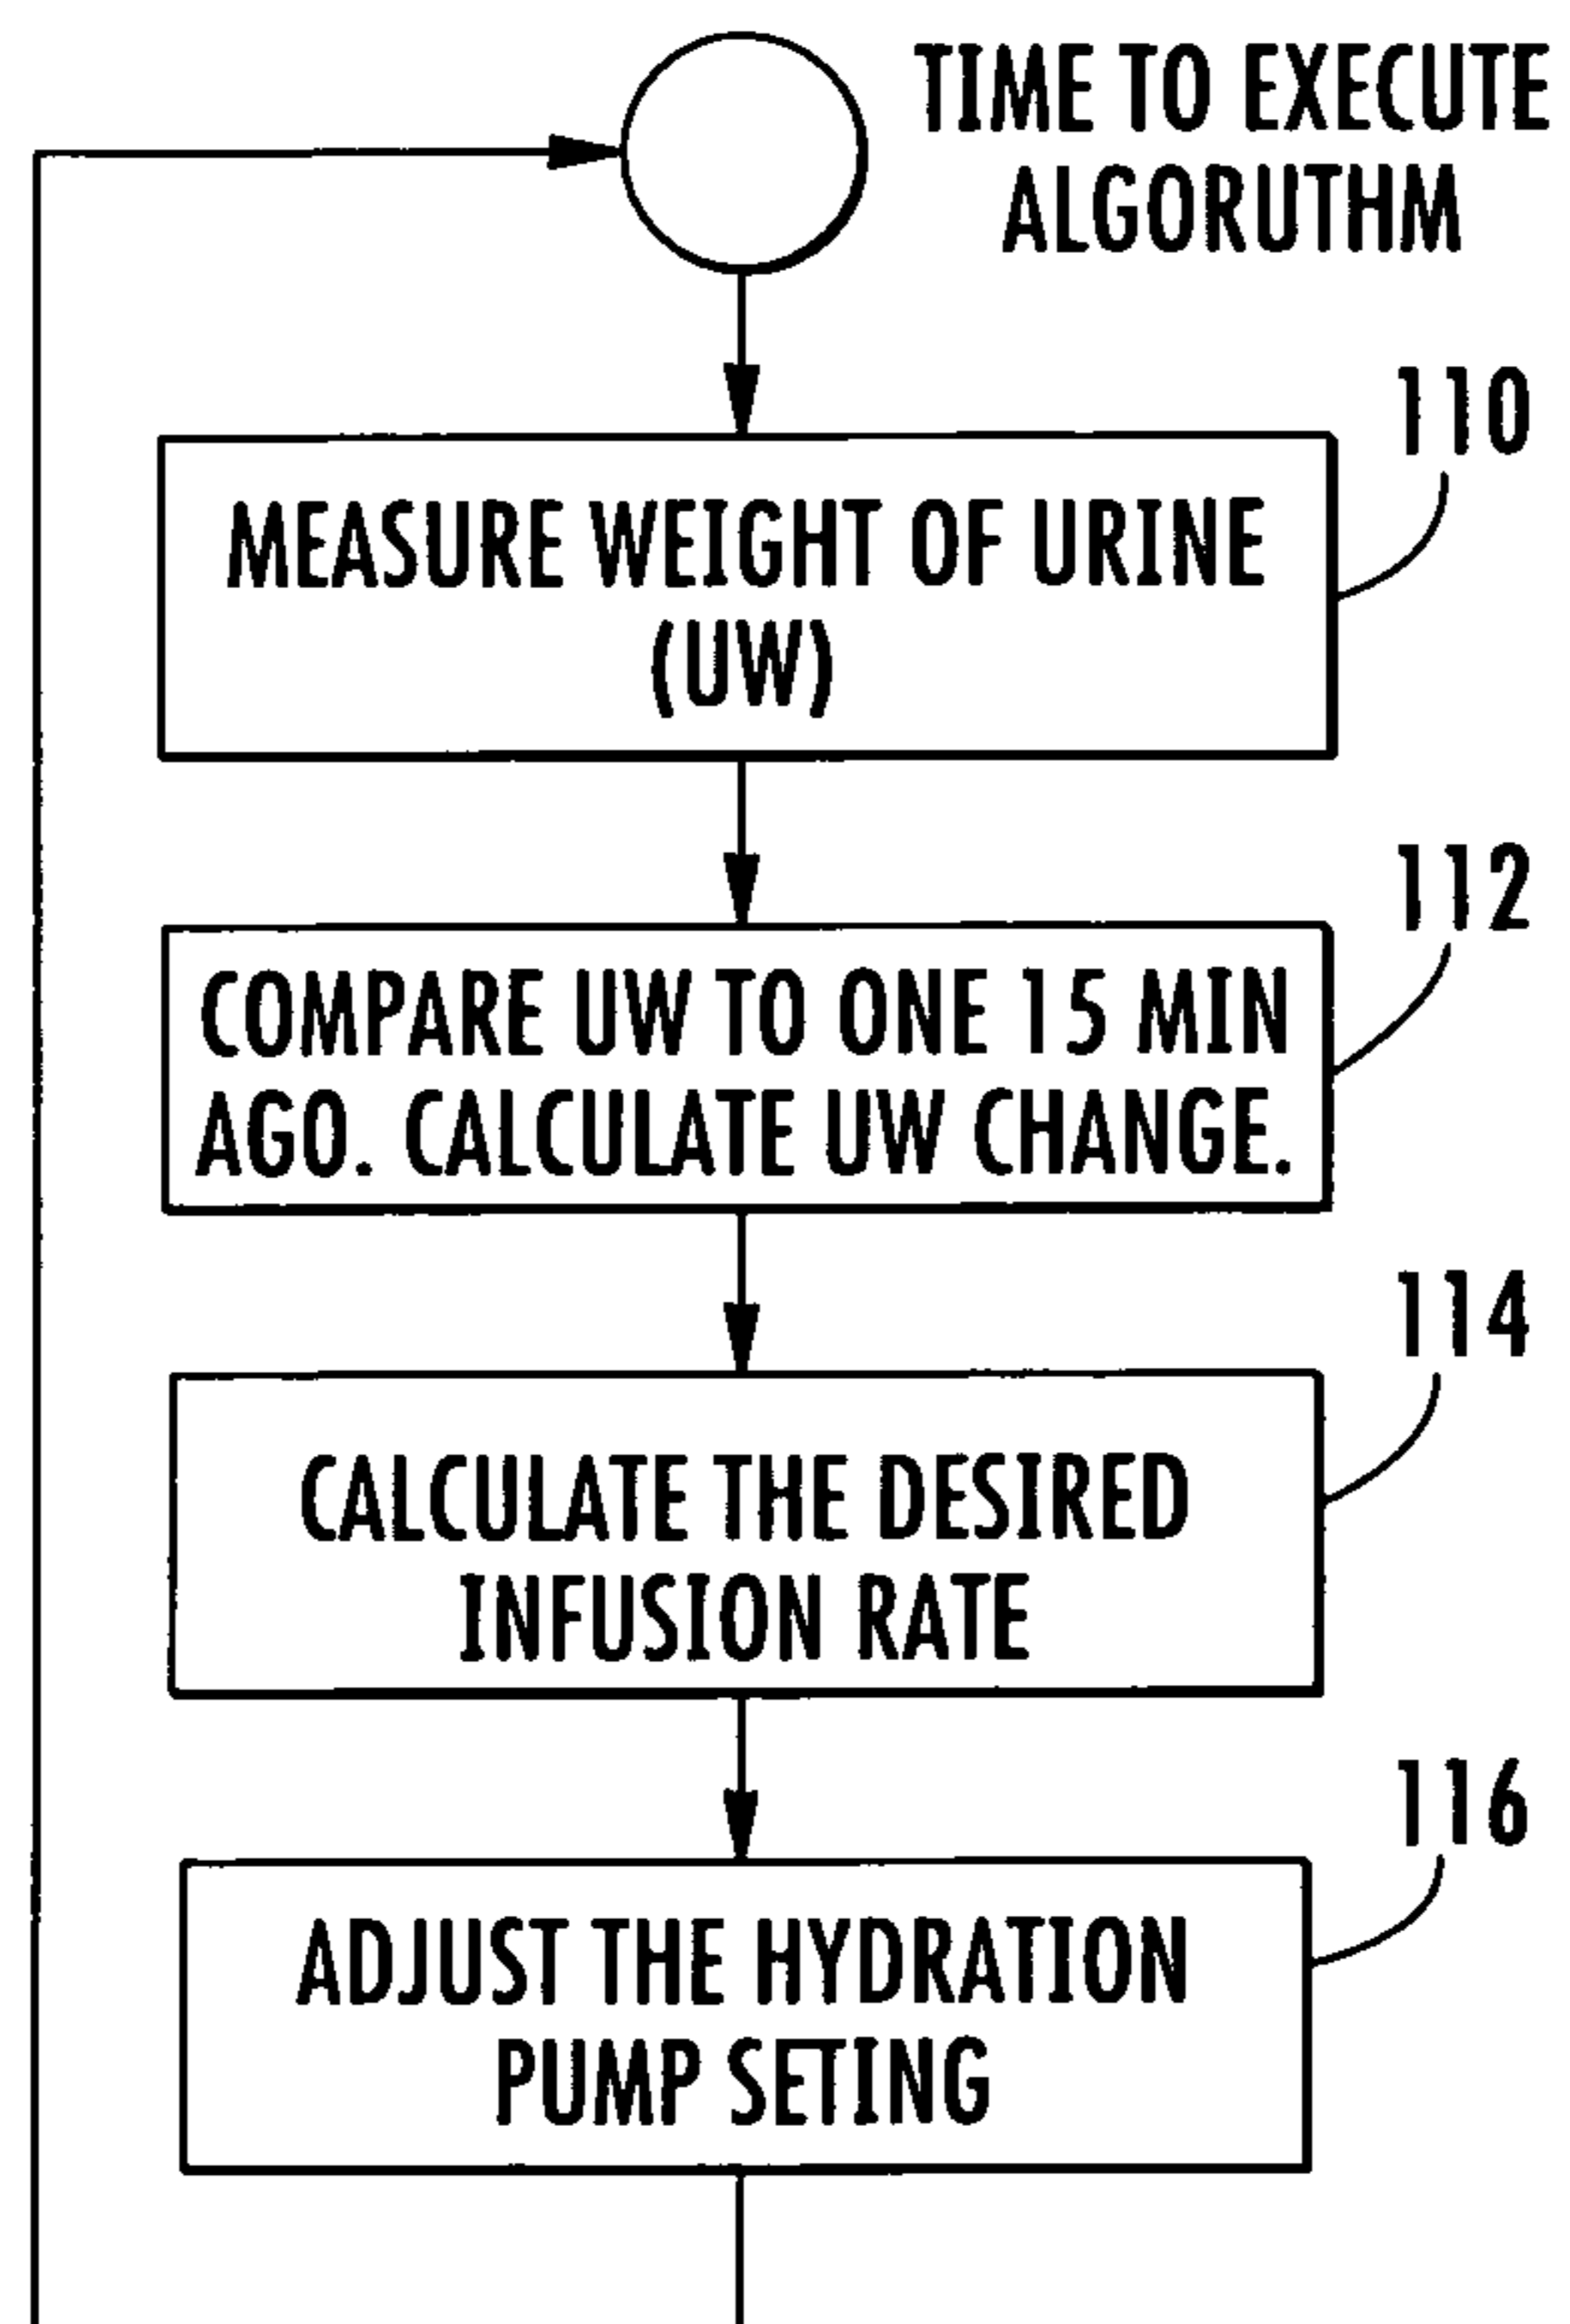 TIME TO EXECUTE
ALGORUTHM
110
MEASURE WEIGHT OF URINE
(UW)
112
COMPARE UW TO ONE 15 MIN
AGO. CALCULATE UW CHANGE.
114
CALCULATE THE DESIRED
INFUSION RATE
116
ADJUST THE HYDRATION
PUMP SETING